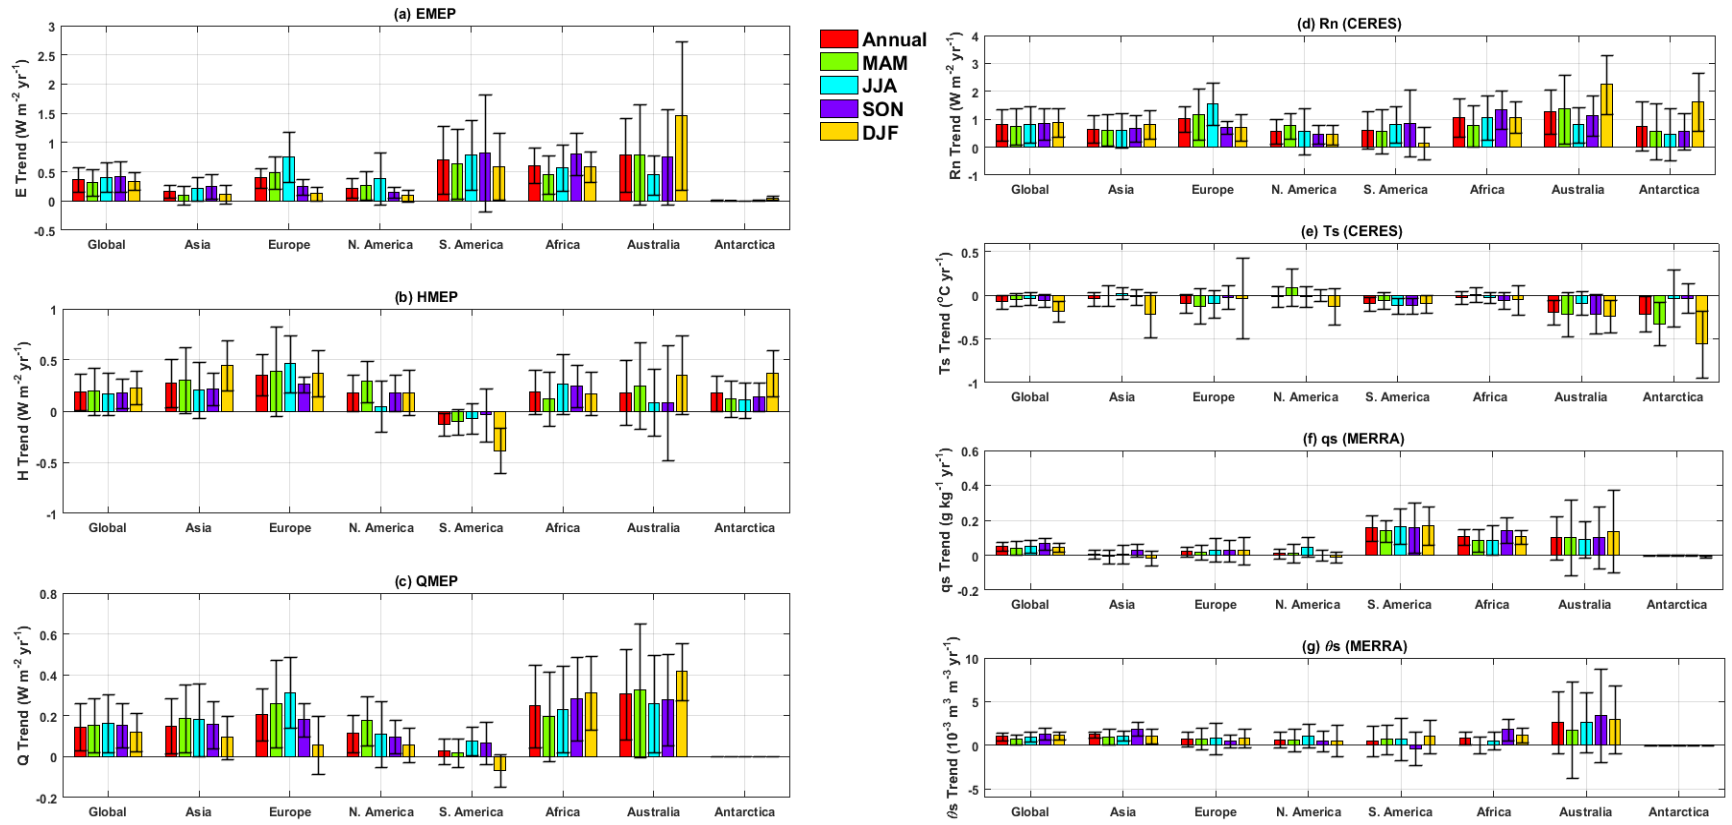 (a) EMEP
E Trend (W m-2 yr-1)
3
2.5
2
1.5
1
0.5
0
-0.5
Global Asia Europe N. America S. America Africa Australia Antarctica
(b) HMEP
H Trend (W m-2 yr-1)
1
0.5
0
-0.5
-1
Global Asia Europe N. America S. America Africa Australia Antarctica
(c) QMEP
Q Trend (W m-2 yr-1)
0.8
0.6
0.4
0.2
0
-0.2
Global Asia Europe N. America S. America Africa Australia Antarctica
Annual
MAM
JJA
SON
DJF
(d) Rn (CERES)
Rn Trend (W m-2 yr-1)
4
3
2
1
0
-1
Global Asia Europe N. America S. America Africa Australia Antarctica
(e) Ts (CERES)
Ts Trend (oC yr-1)
0.5
0
-0.5
-1
Global Asia Europe N. America S. America Africa Australia Antarctica
(f) qs (MERRA)
qs Trend (g kg-1 yr-1)
0.6
0.4
0.2
0
-0.2
Global Asia Europe N. America S. America Africa Australia Antarctica
(g) θs (MERRA)
θs Trend (10-3 m3 m-3 yr-1)
10
5
0
-5
Global Asia Europe N. America S. America Africa Australia Antarctica